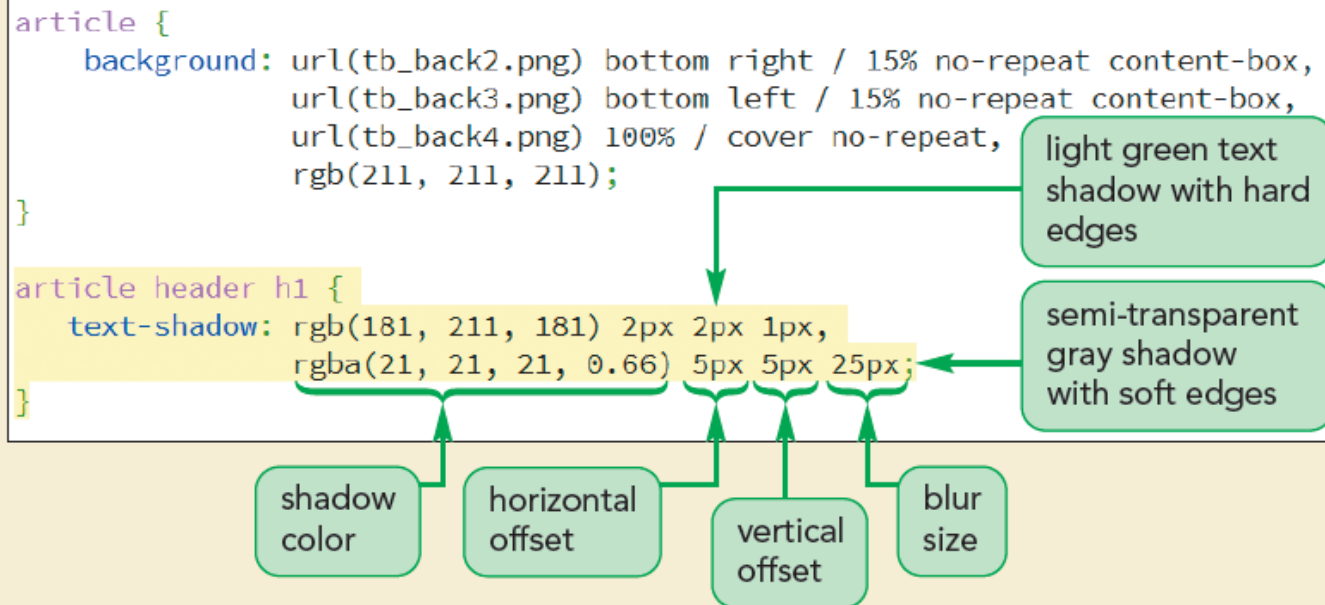 article {
background: url(tb_back2.png) bottom right / 15% no-repeat content-box,
url(tb_back3.png) bottom left / 15% no-repeat content-box,
url(tb_back4.png) 100% / cover no-repeat,
rgb(211, 211, 211);
}
light green text
shadow with hard
edges
article header h1 {
text-shadow: rgb(181, 211, 181) 2px 2px 1px,
rgba(21, 21, 21, 0.66) 5px 5px 25px;
}
semi-transparent
gray shadow
with soft edges
shadow
color
horizontal
offset
vertical
offset
blur
size